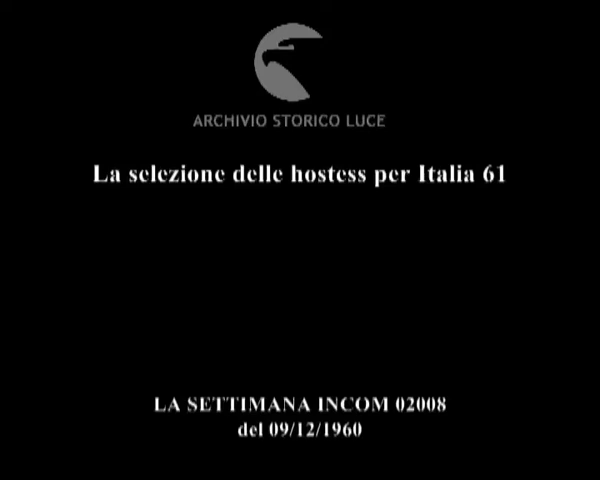 ARCHIVIO STORICO LUCE
La selezione delle hostess per Italia 61
LA SETTIMANA INCOM 02008
del 09/12/1960